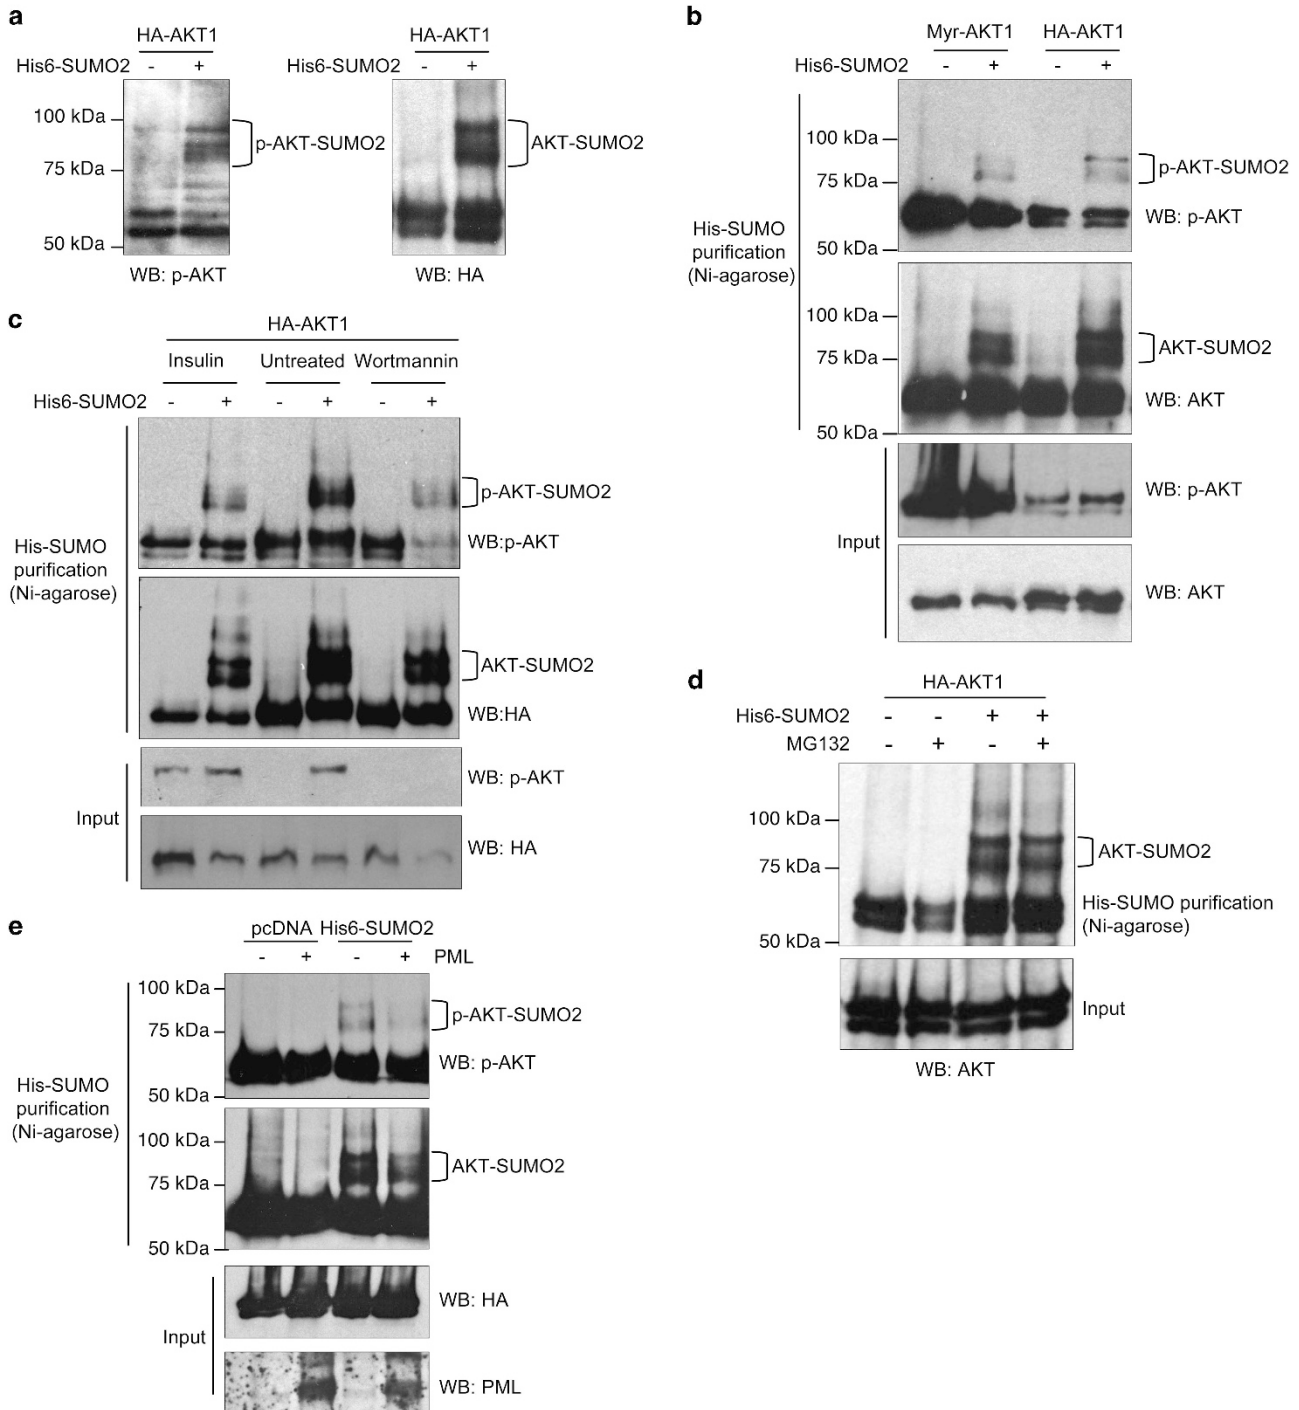 a
HA-AKT1 HA-AKT1
His6-SUMO2 - + His6-SUMO2 - +
100 kDa
p-AKT-SUMO2 AKT-SUMO2
75 kDa
50 kDa
WB: p-AKT WB: HA
b
Myr-AKT1 HA-AKT1
His6-SUMO2 - + - +
100 kDa
p-AKT-SUMO2
75 kDa
WB: p-AKT
His-SUMO
purification
(Ni-agarose)
50 kDa
100 kDa
AKT-SUMO2
75 kDa
WB: AKT
50 kDa
WB: p-AKT
Input
WB: AKT
c
HA-AKT1
Insulin Untreated Wortmannin
His6-SUMO2 - + - + - +
p-AKT-SUMO2
WB:p-AKT
His-SUMO
purification
(Ni-agarose)
AKT-SUMO2
WB:HA
WB: p-AKT
Input
WB: HA
d
HA-AKT1
His6-SUMO2 - - + +
MG132 - + - +
100 kDa
AKT-SUMO2
75 kDa
His-SUMO purification
(Ni-agarose)
50 kDa
Input
WB: AKT
e
pcDNA His6-SUMO2
- + - + PML
100 kDa
p-AKT-SUMO2
75 kDa
WB: p-AKT
50 kDa
His-SUMO
purification
(Ni-agarose)
100 kDa
AKT-SUMO2
75 kDa
50 kDa
WB: HA
Input
WB: PML